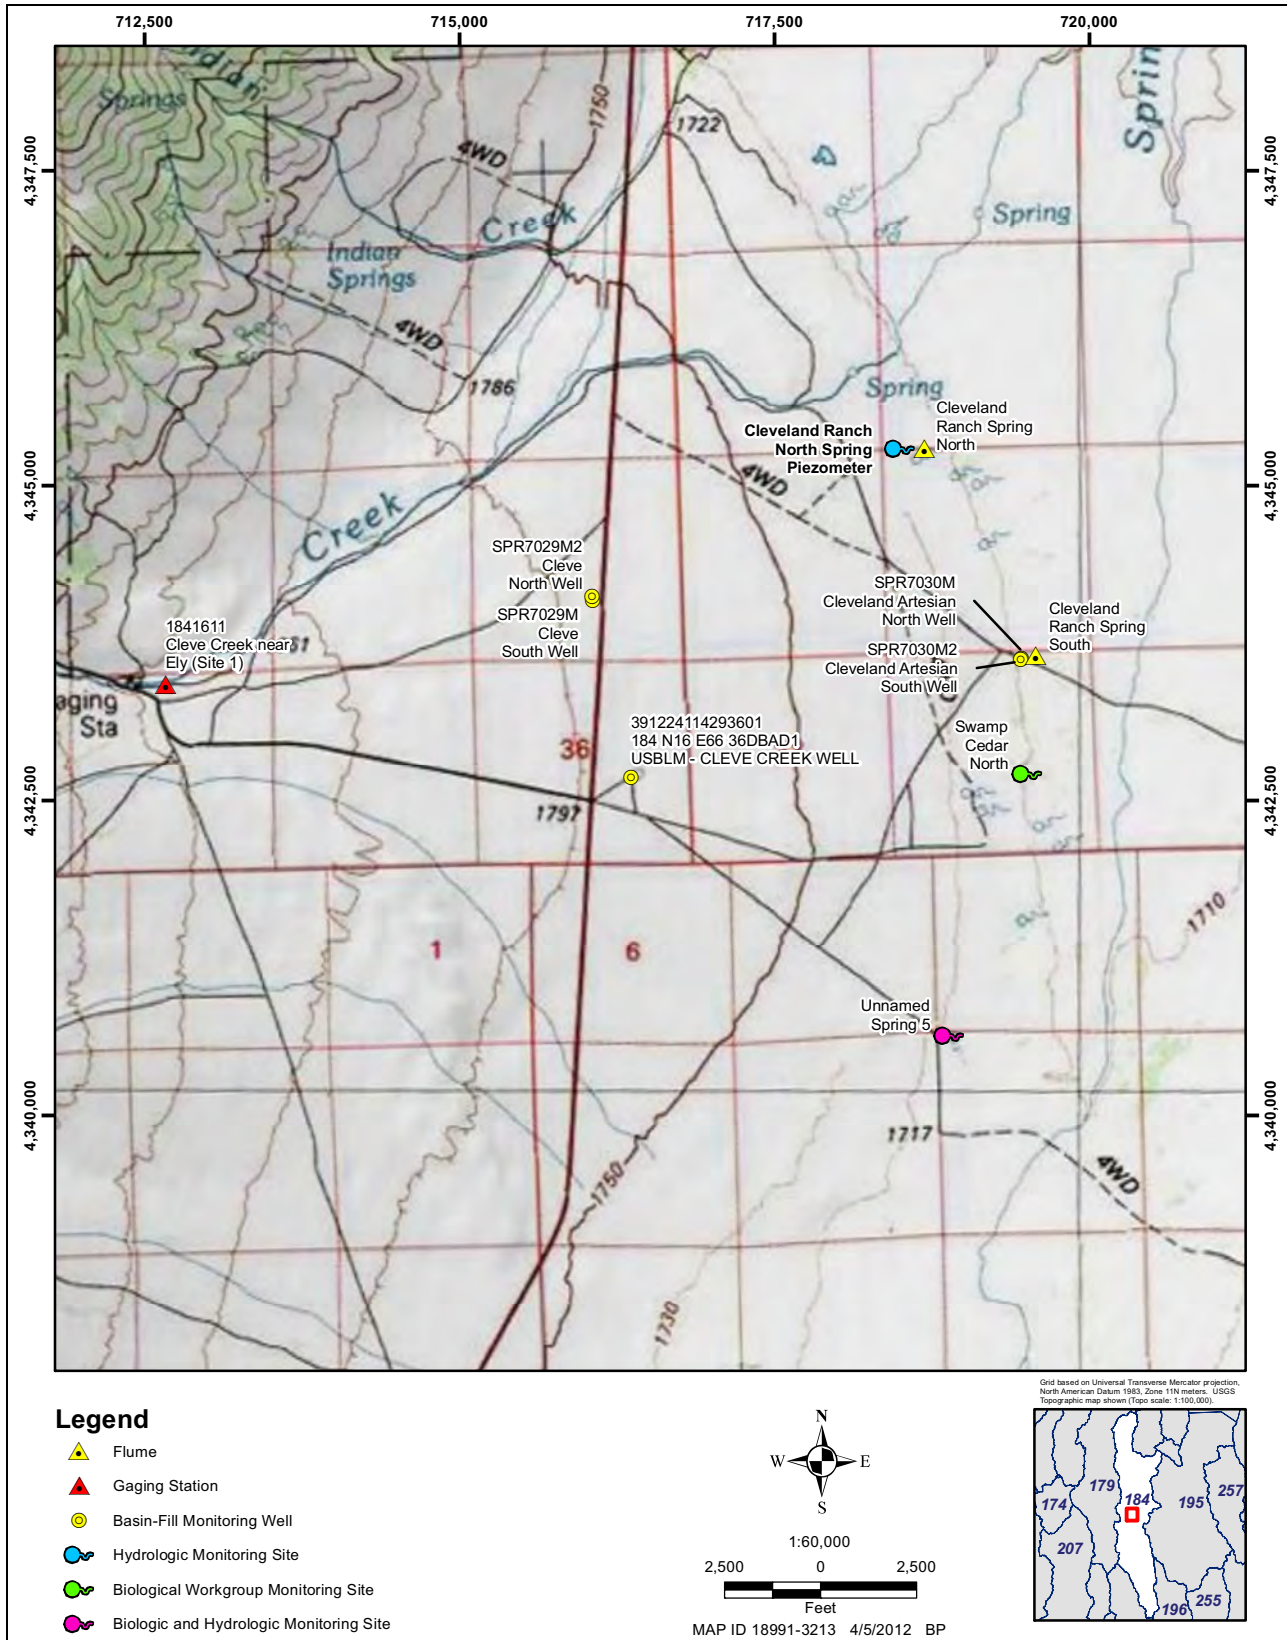 712,500
715,000
717,500
720,000
4,347,500
4,345,000
4,342,500
4,340,000
4,347,500
4,345,000
4,342,500
4,340,000
Indian
Springs
1750
1722
4WD
Creek
Spring
Indian
Springs
4WD
1786
Spring
Cleveland
Ranch Spring
North
Cleveland Ranch
North Spring
Piezometer
4WD
Creek
SPR7029M2
Cleve
North Well
SPR7029M
Cleve
South Well
SPR7030M
Cleveland Artesian
North Well
SPR7030M2
Cleveland Artesian
South Well
Cleveland
Ranch Spring
South
1841611
Cleve Creek near
Ely (Site 1)
aging
Sta
391224114293601
184 N16 E66 36DBAD1
USBLM - CLEVE CREEK WELL
36
1797
Swamp
Cedar
North
1710
1
6
Unnamed
Spring 5
1717
4WD
1750
1730
Grid based on Universal Transverse Mercator projection,
North American Datum 1983, Zone 11N meters. USGS
Topographic map shown (Topo scale: 1:100,000).
Legend
Flume
Gaging Station
Basin-Fill Monitoring Well
Hydrologic Monitoring Site
Biological Workgroup Monitoring Site
Biologic and Hydrologic Monitoring Site
N
W E
S
1:60,000
2,500 0 2,500
Feet
MAP ID 18991-3213 4/5/2012 BP
179
184
195
257
174
207
196
255